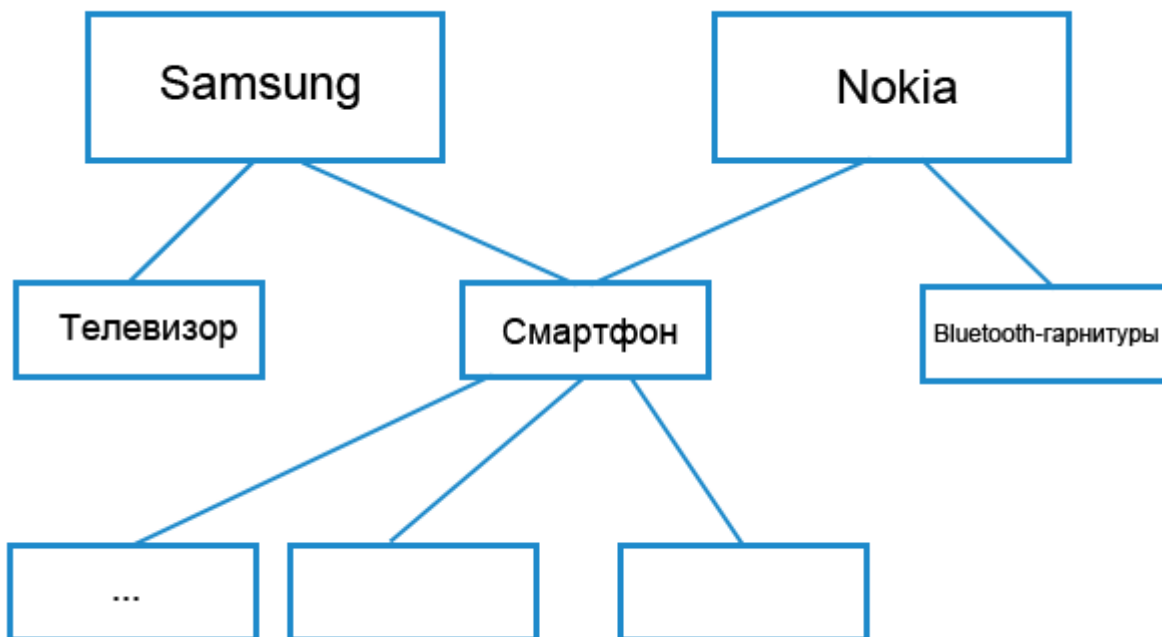 Samsung
Nokia
Телевизор
Смартфон
Bluetooth-гарнитуры
...